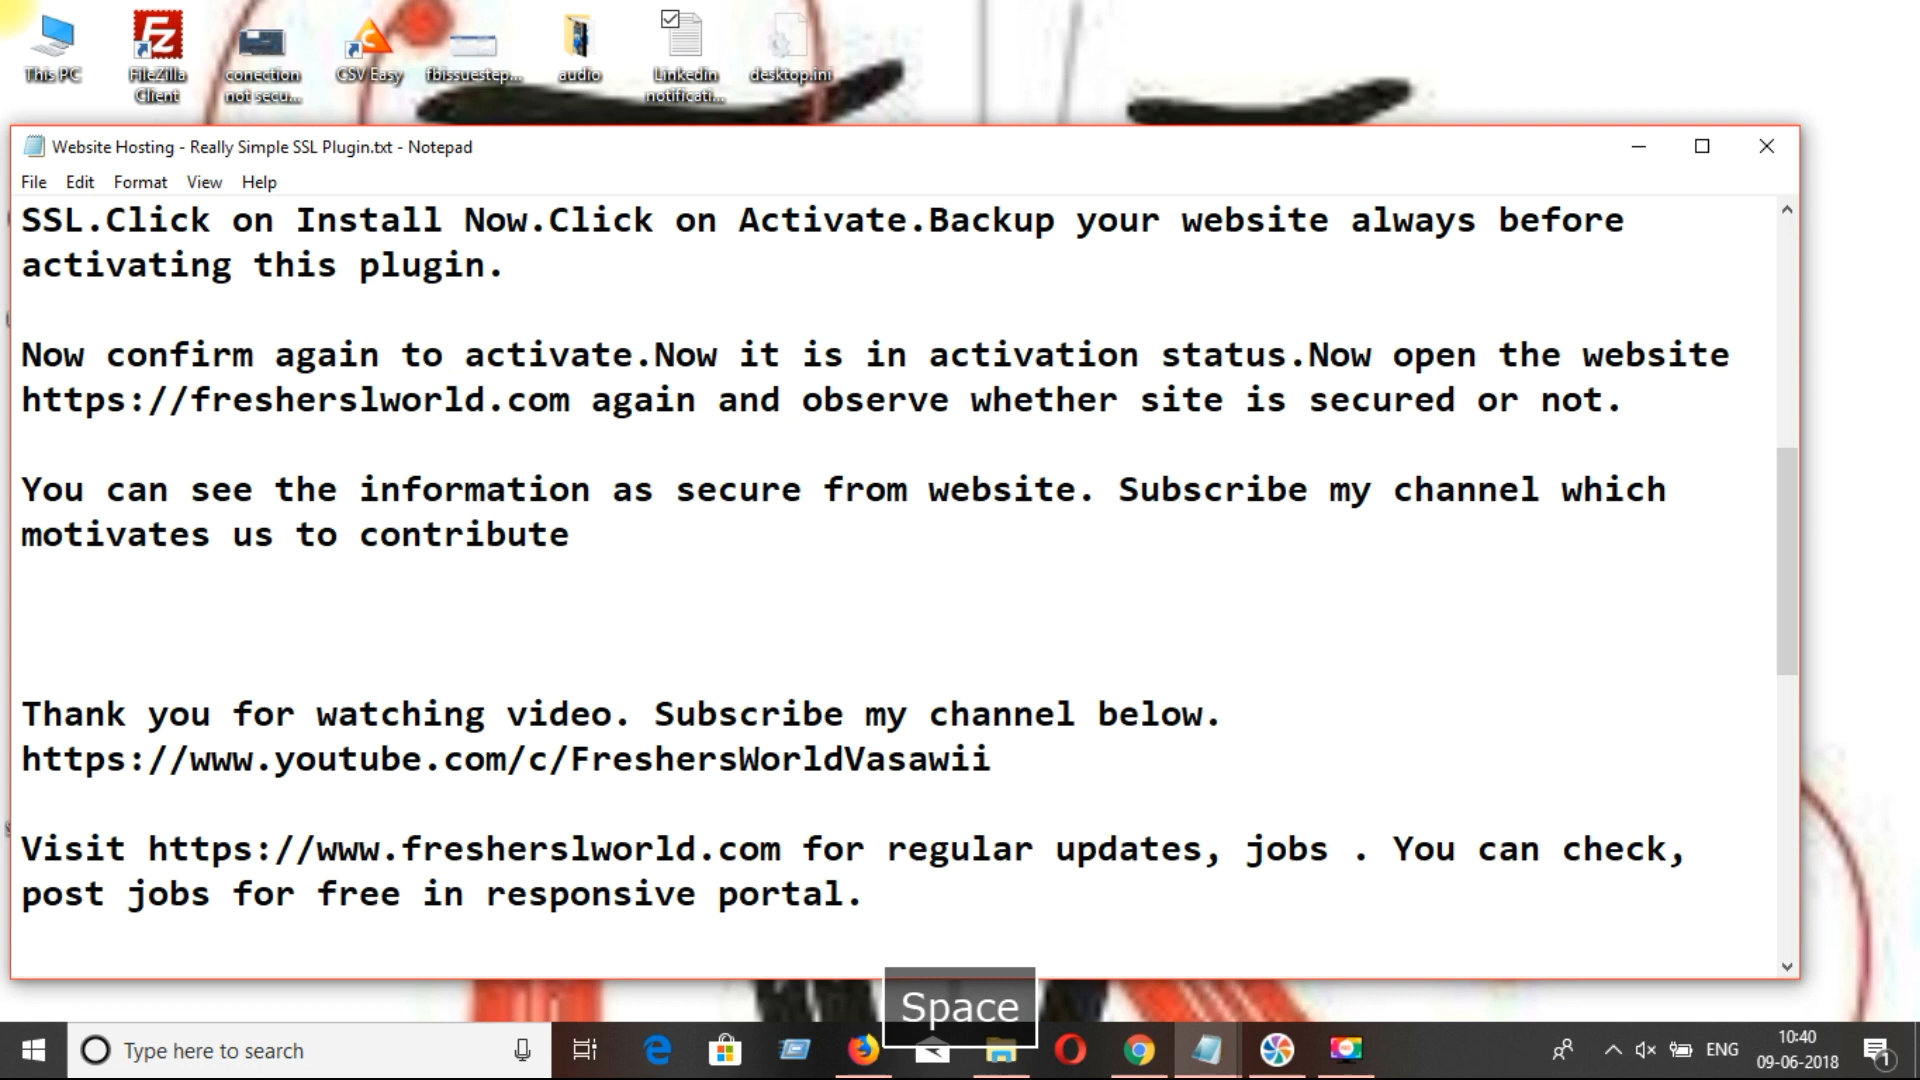 This PC
FileZilla
Client
conection
not secu...
CSV Easy
fbissuestep...
audio
Linkedin
notificati...
desktop.ini
Website Hosting - Really Simple SSL Plugin.txt - Notepad
File Edit Format View Help
SSL.Click on Install Now.Click on Activate.Backup your website always before
activating this plugin.
Now confirm again to activate.Now it is in activation status.Now open the website
https://fresherslworld.com again and observe whether site is secured or not.
You can see the information as secure from website. Subscribe my channel which
motivates us to contribute
Thank you for watching video. Subscribe my channel below.
https://www.youtube.com/c/FreshersWorldVasawii
Visit https://www.fresherslworld.com for regular updates, jobs . You can check,
post jobs for free in responsive portal.
Space
Type here to search
ENG
10:40
09-06-2018
1